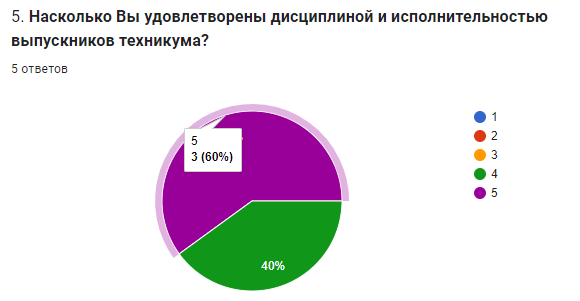 5. Насколько Вы удовлетворены дисциплиной и исполнительностью
выпускников техникума?
5 ответов
5
3 (60%)
40%
1
2
3
4
5